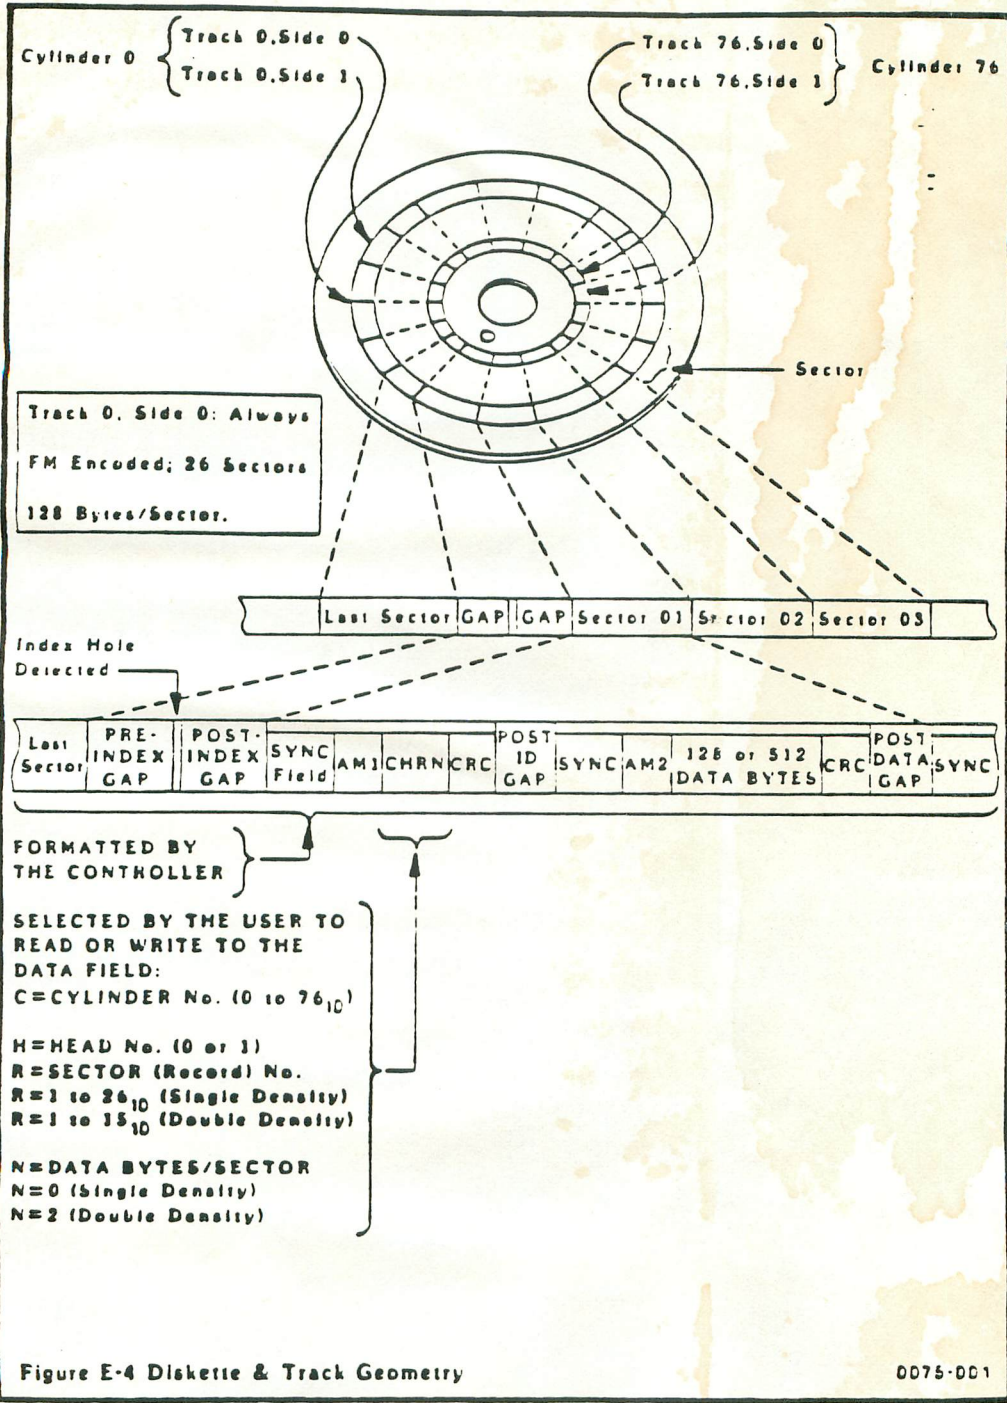 Cylinder 0
Track 0,Side 0
Track 0,Side 1
Track 76,Side 0
Track 76,Side 1
Cylinder 76
Sector
Track 0, Side 0: Always
FM Encoded; 26 Sectors
128 Bytes/Sector.
Last Sector GAP GAP Sector 01 Sector 02 Sector 03
Index Hole
Detected
Last Sector
PRE-INDEX GAP
POST-INDEX GAP
SYNC Field
AM1
CHRN
CRC
POST ID GAP
SYNC
AM2
128 or 512 DATA BYTES
CRC
POST DATA GAP
SYNC
FORMATTED BY
THE CONTROLLER
SELECTED BY THE USER TO
READ OR WRITE TO THE
DATA FIELD:
C=CYLINDER No. (0 to 76₁₀)
H=HEAD No. (0 or 1)
R=SECTOR (Record) No.
R=1 to 26₁₀ (Single Density)
R=1 to 15₁₀ (Double Density)
N=DATA BYTES/SECTOR
N=0 (Single Density)
N=2 (Double Density)
Figure E-4 Diskette & Track Geometry
0075-001